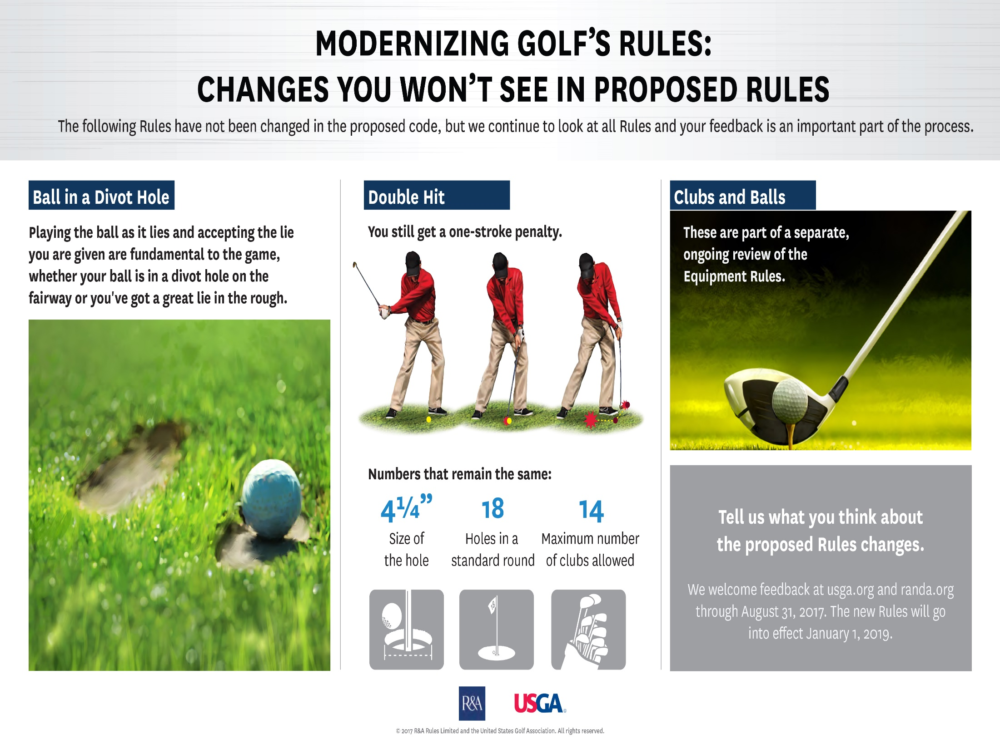 MODERNIZING GOLF’S RULES:
CHANGES YOU WON’T SEE IN PROPOSED RULES
The following Rules have not been changed in the proposed code, but we continue to look at all Rules and your feedback is an important part of the process.
Ball in a Divot Hole
Playing the ball as it lies and accepting the lie
you are given are fundamental to the game,
whether your ball is in a divot hole on the
fairway or you've got a great lie in the rough.
Double Hit
You still get a one-stroke penalty.
Numbers that remain the same:
4¼”
Size of
the hole
18
Holes in a
standard round
14
Maximum number
of clubs allowed
18
Clubs and Balls
These are part of a separate,
ongoing review of the
Equipment Rules.
Tell us what you think about
the proposed Rules changes.
We welcome feedback at usga.org and randa.org
through August 31, 2017. The new Rules will go
into effect January 1, 2019.
R&A
USGA®
© 2017 R&A Rules Limited and the United States Golf Association. All rights reserved.